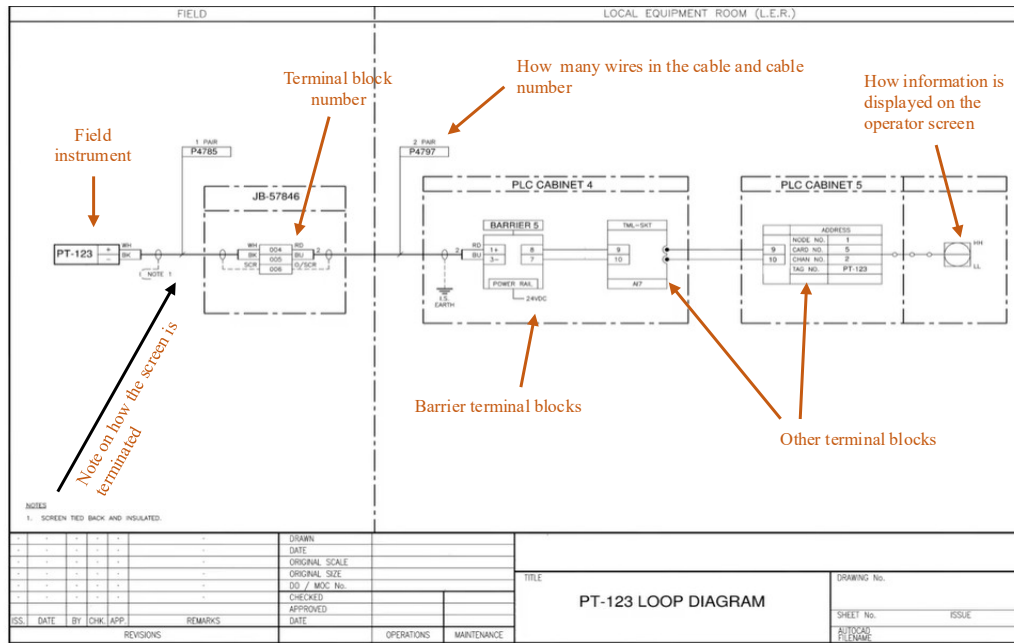 FIELD
LOCAL EQUIPMENT ROOM (L.E.R.)
Terminal block
number
How many wires in the cable and cable
number
How information is
displayed on the
operator screen
Field
instrument
1 PAIR
P4785
2 PAIR
P4797
JB-57846
PLC CABINET 4
PLC CABINET 5
PT-123
+
−
WH
BK
NOTE 1
WH
BK
SCR
004
005
006
RD
BU
O/SCR
2
2
RD
BU
I.S.
EARTH
BARRIER 5
1+
3−
8
7
POWER RAIL
24VDC
TML-SKT
9
10
AI7
9
10
ADDRESS
NODE NO. 1
CARD NO. 5
CHAN NO. 2
TAG NO. PT-123
HH
LL
Note on how the screen is
terminated
Barrier terminal blocks
Other terminal blocks
NOTES
1. SCREEN TIED BACK AND INSULATED.
ISS. DATE BY CHK. APP. REMARKS
REVISIONS
DRAWN
DATE
ORIGINAL SCALE
ORIGINAL SIZE
DO / MOC No.
CHECKED
APPROVED
DATE
OPERATIONS MAINTENANCE
TITLE
PT-123 LOOP DIAGRAM
DRAWING No.
SHEET No. ISSUE
AUTOCAD
FILENAME